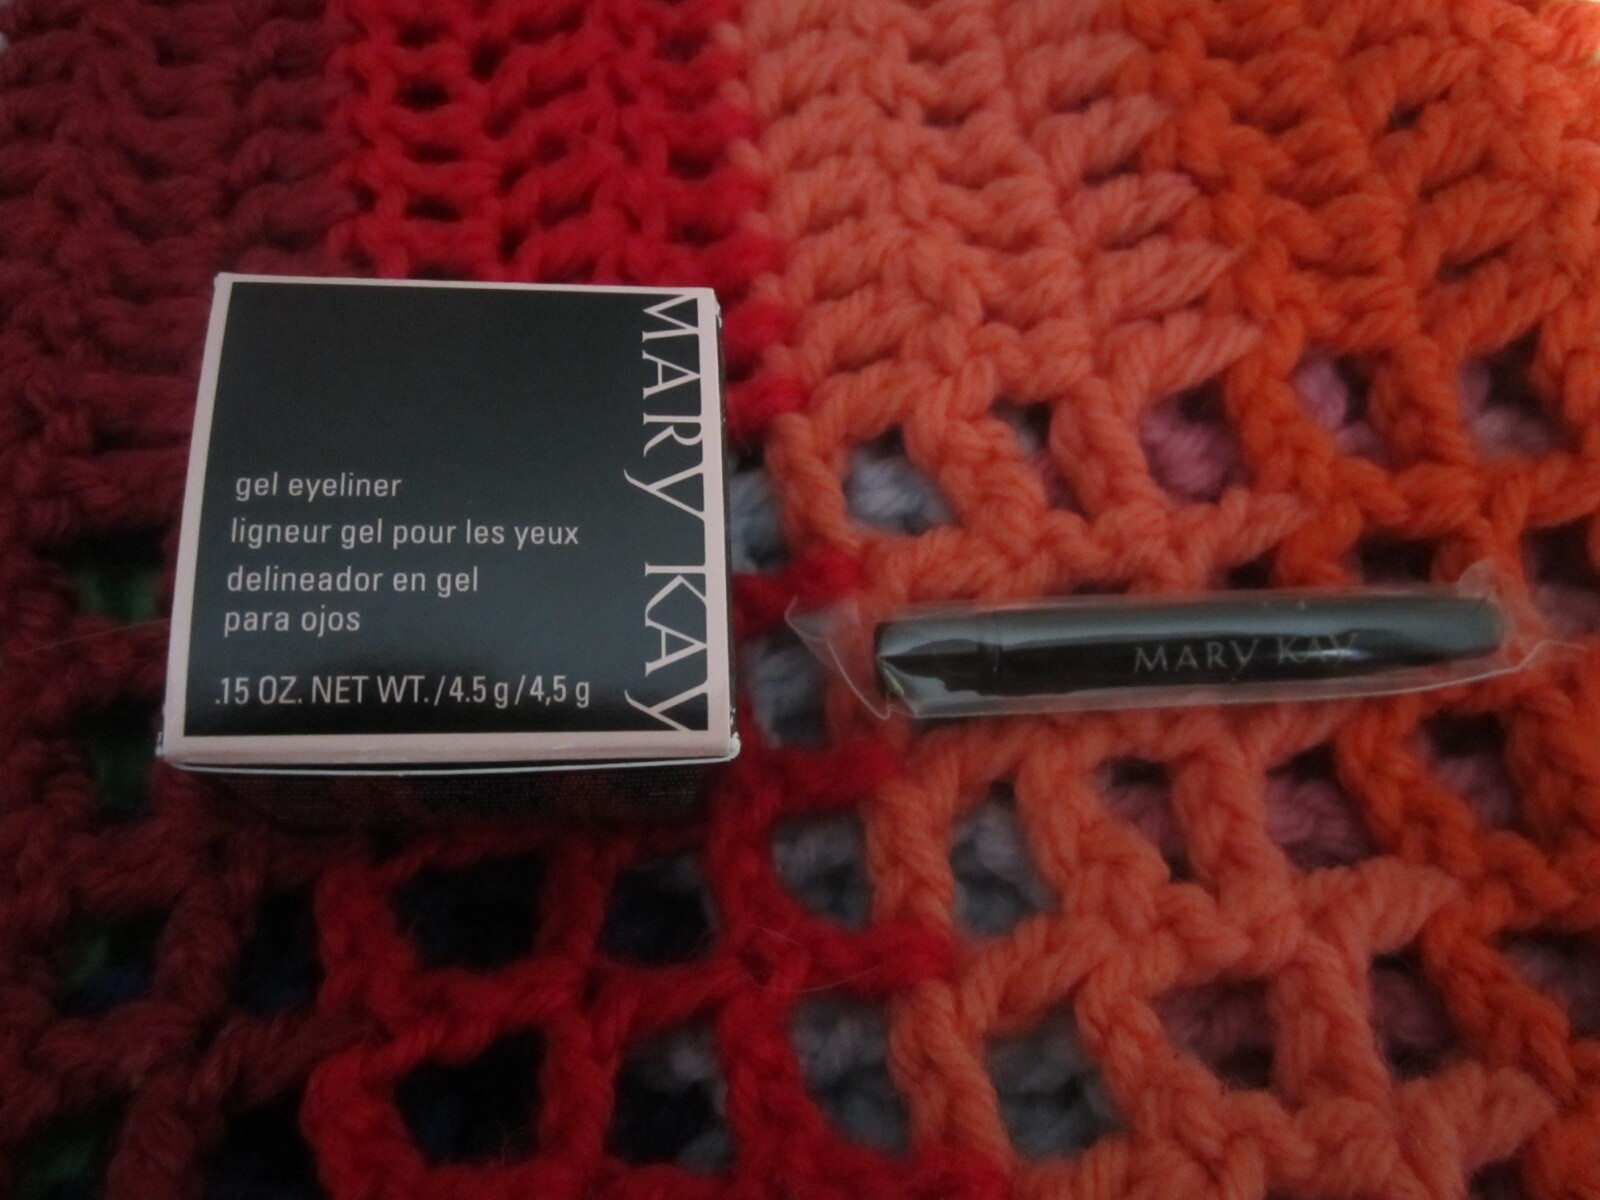 MARY KAY
gel eyeliner
ligneur gel pour les yeux
delineador en gel
para ojos
.15 OZ. NET WT. / 4.5 g / 4,5 g
MARY KAY